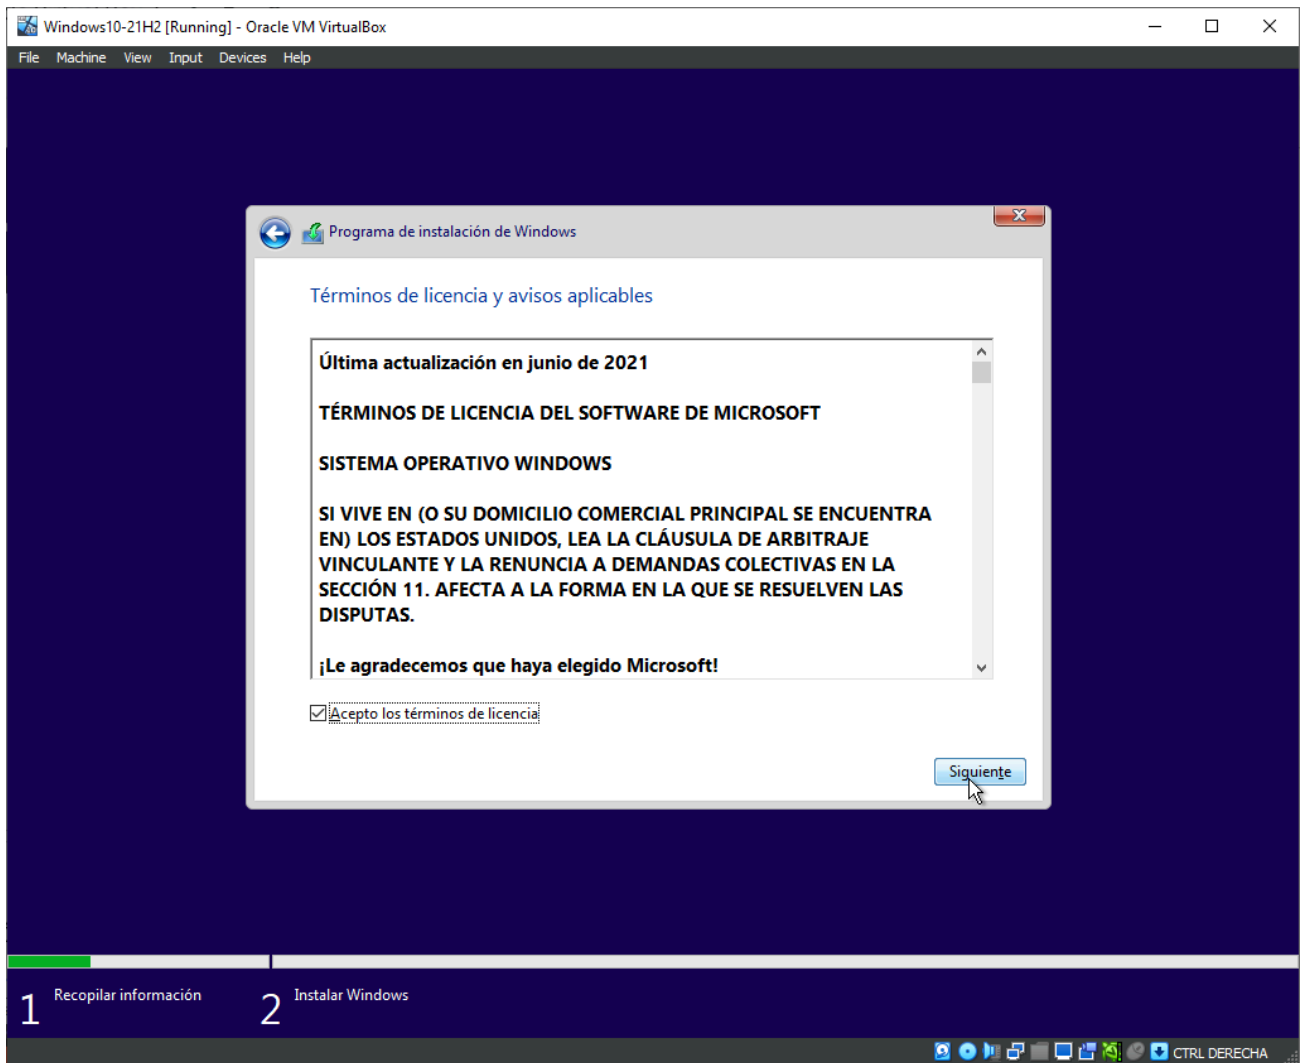 Windows10-21H2 [Running] - Oracle VM VirtualBox
File Machine View Input Devices Help
Programa de instalación de Windows
Términos de licencia y avisos aplicables
Última actualización en junio de 2021
TÉRMINOS DE LICENCIA DEL SOFTWARE DE MICROSOFT
SISTEMA OPERATIVO WINDOWS
SI VIVE EN (O SU DOMICILIO COMERCIAL PRINCIPAL SE ENCUENTRA
EN) LOS ESTADOS UNIDOS, LEA LA CLÁUSULA DE ARBITRAJE
VINCULANTE Y LA RENUNCIA A DEMANDAS COLECTIVAS EN LA
SECCIÓN 11. AFECTA A LA FORMA EN LA QUE SE RESUELVEN LAS
DISPUTAS.
¡Le agradecemos que haya elegido Microsoft!
Acepto los términos de licencia
Siguiente
1 Recopilar información
2 Instalar Windows
CTRL DERECHA